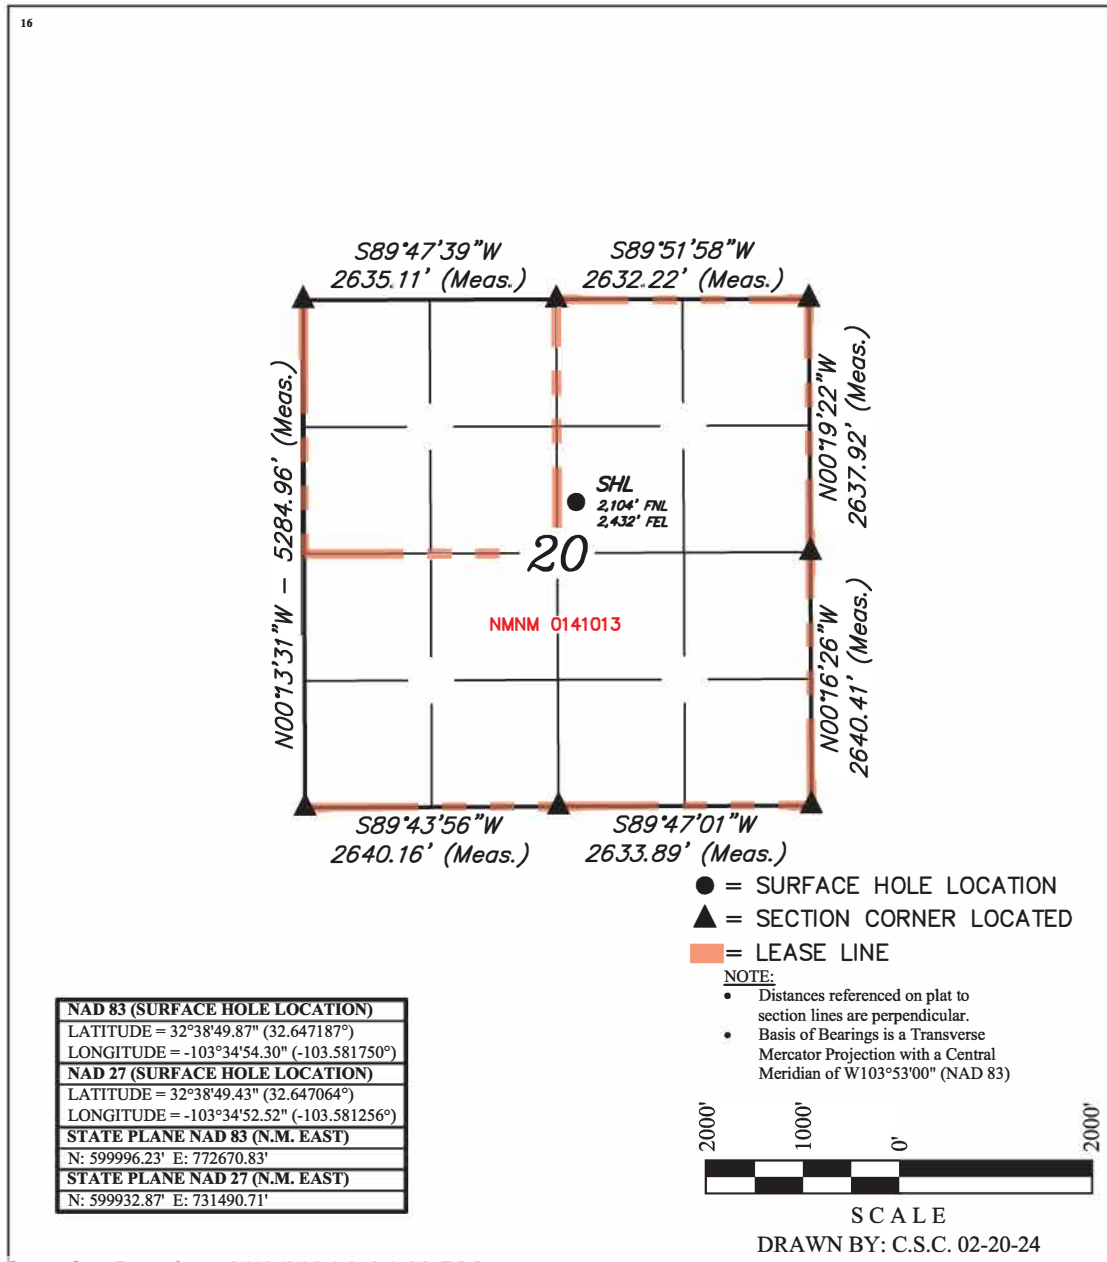 16
S89°47'39"W
2635.11' (Meas.)
S89°51'58"W
2632.22' (Meas.)
N00°13'31"W - 5284.96' (Meas.)
N00°19'22"W
2637.92' (Meas.)
SHL
2,104' FNL
2,432' FEL
20
NMNM 0141013
N00°16'26"W
2640.41' (Meas.)
S89°43'56"W
2640.16' (Meas.)
S89°47'01"W
2633.89' (Meas.)
= SURFACE HOLE LOCATION
= SECTION CORNER LOCATED
= LEASE LINE
NOTE:
• Distances referenced on plat to
section lines are perpendicular.
• Basis of Bearings is a Transverse
Mercator Projection with a Central
Meridian of W103°53'00" (NAD 83)
NAD 83 (SURFACE HOLE LOCATION)
LATITUDE = 32°38'49.87" (32.647187°)
LONGITUDE = -103°34'54.30" (-103.581750°)
NAD 27 (SURFACE HOLE LOCATION)
LATITUDE = 32°38'49.43" (32.647064°)
LONGITUDE = -103°34'52.52" (-103.581256°)
STATE PLANE NAD 83 (N.M. EAST)
N: 599996.23' E: 772670.83'
STATE PLANE NAD 27 (N.M. EAST)
N: 599932.87' E: 731490.71'
2000' 1000' 0' 2000'
SCALE
DRAWN BY: C.S.C. 02-20-24